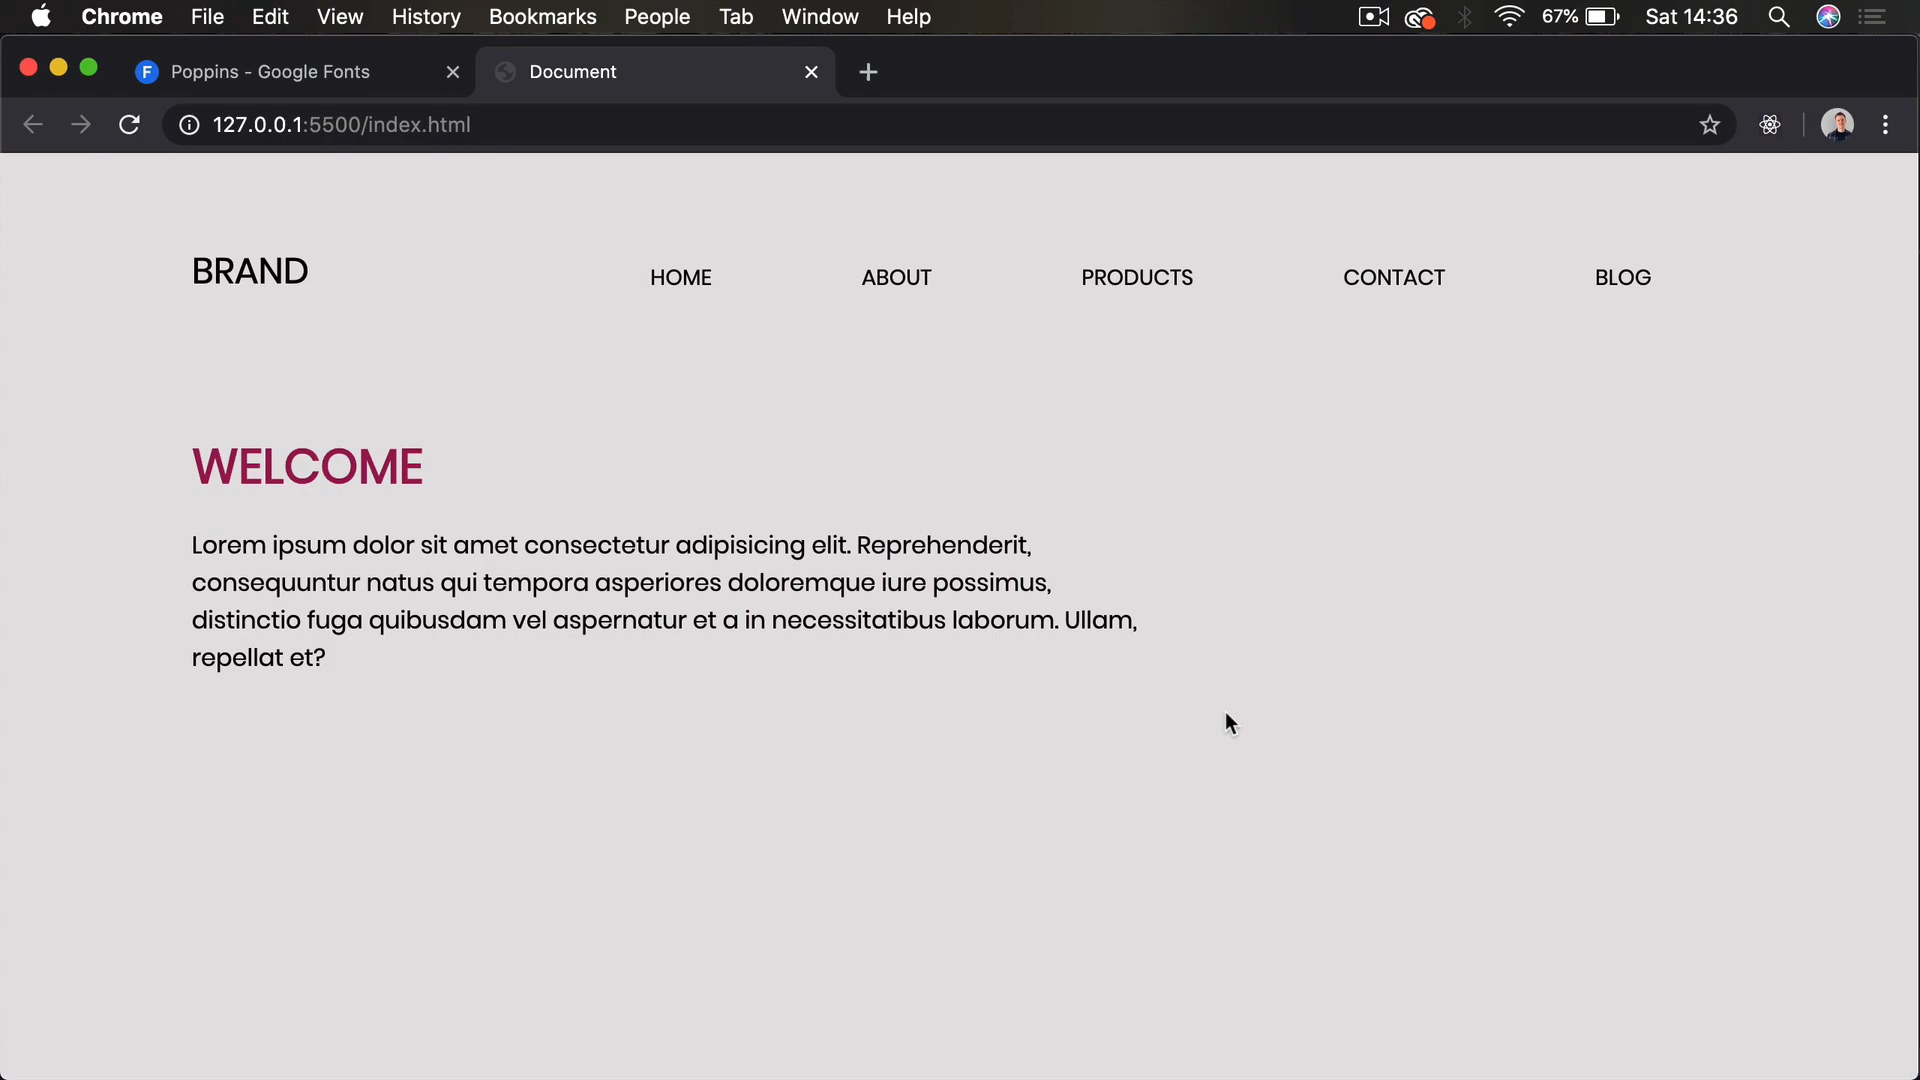 Chrome File Edit View History Bookmarks People Tab Window Help 67% Sat 14:36
F Poppins - Google Fonts Document
127.0.0.1:5500/index.html
BRAND HOME ABOUT PRODUCTS CONTACT BLOG
WELCOME
Lorem ipsum dolor sit amet consectetur adipisicing elit. Reprehenderit,
consequuntur natus qui tempora asperiores doloremque iure possimus,
distinctio fuga quibusdam vel aspernatur et a in necessitatibus laborum. Ullam,
repellat et?